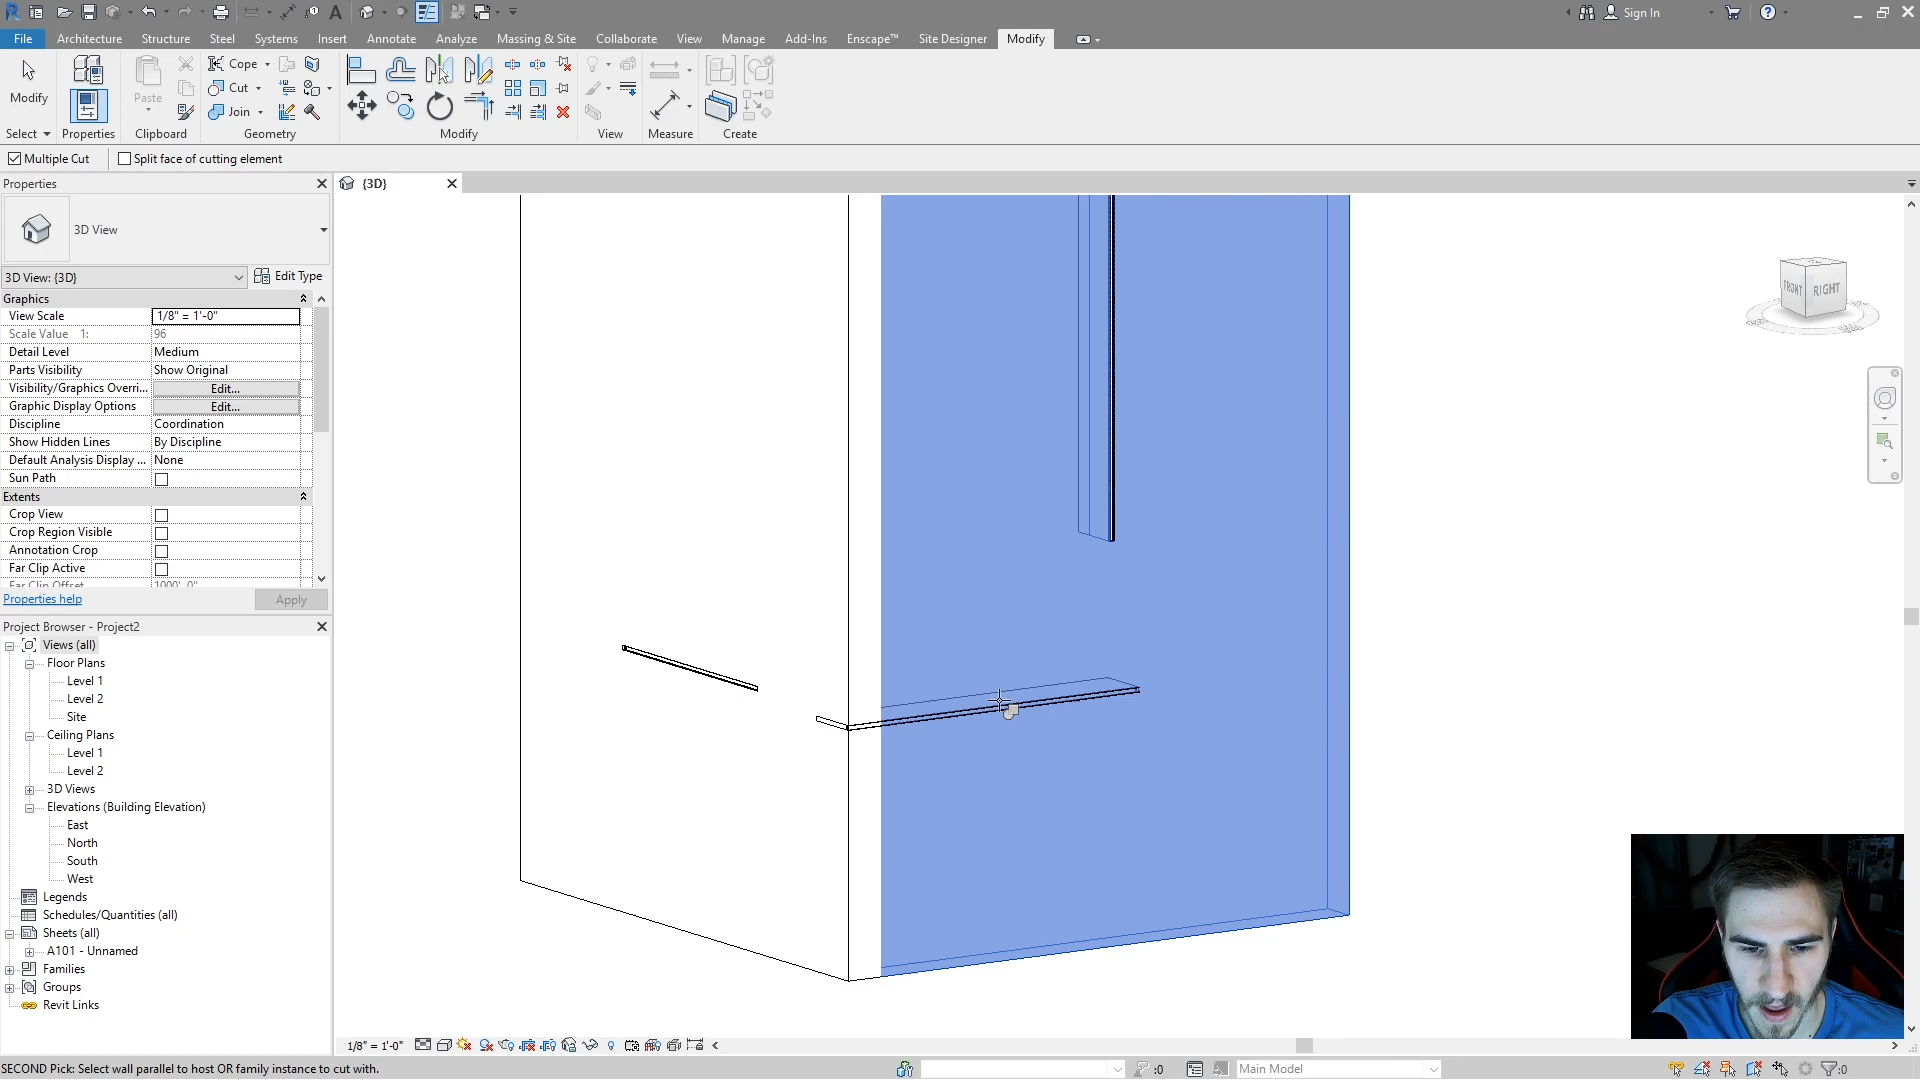 Sign In
File Architecture Structure Steel Systems Insert Annotate Analyze Massing & Site Collaborate View Manage Add-Ins Enscape™ Site Designer Modify
Modify
Paste
Cope
Cut
Join
Select Properties Clipboard Geometry Modify View Measure Create
Multiple Cut Split face of cutting element
Properties
{3D}
3D View
3D View: {3D} Edit Type
Graphics
View Scale 1/8" = 1'-0"
Scale Value 1: 96
Detail Level Medium
Parts Visibility Show Original
Visibility/Graphics Overri... Edit...
Graphic Display Options Edit...
Discipline Coordination
Show Hidden Lines By Discipline
Default Analysis Display ... None
Sun Path
Extents
Crop View
Crop Region Visible
Annotation Crop
Far Clip Active
Far Clip Offset 1000' 0"
Properties help Apply
Project Browser - Project2
Views (all)
Floor Plans
Level 1
Level 2
Site
Ceiling Plans
Level 1
Level 2
3D Views
Elevations (Building Elevation)
East
North
South
West
Legends
Schedules/Quantities (all)
Sheets (all)
A101 - Unnamed
Families
Groups
Revit Links
FRONT RIGHT
1/8" = 1'-0"
SECOND Pick: Select wall parallel to host OR family instance to cut with.
:0
Main Model
:0